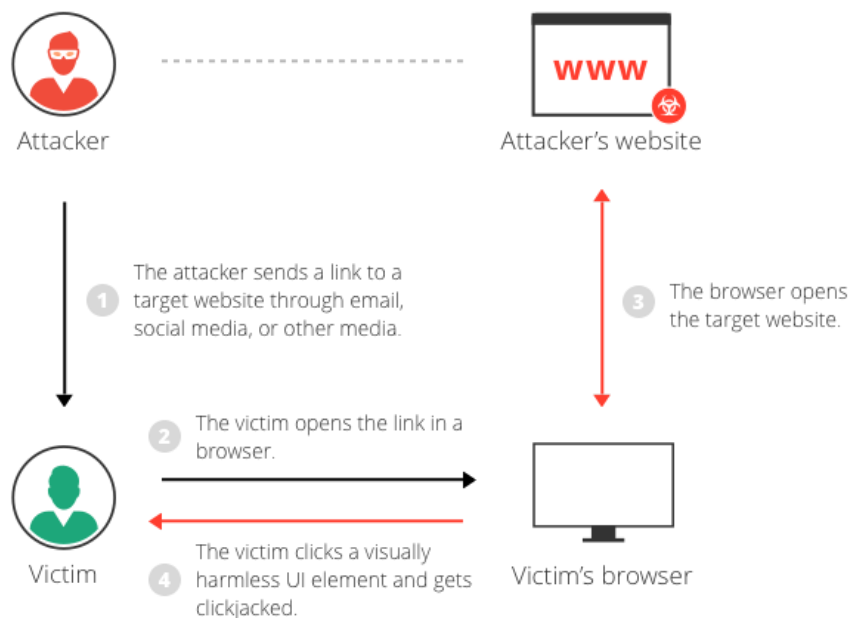 www
Attacker
Attacker's website
1
The attacker sends a link to a
target website through email,
social media, or other media.
3
The browser opens
the target website.
2
The victim opens the link in a
browser.
4
The victim clicks a visually
harmless UI element and gets
clickjacked.
Victim
Victim's browser